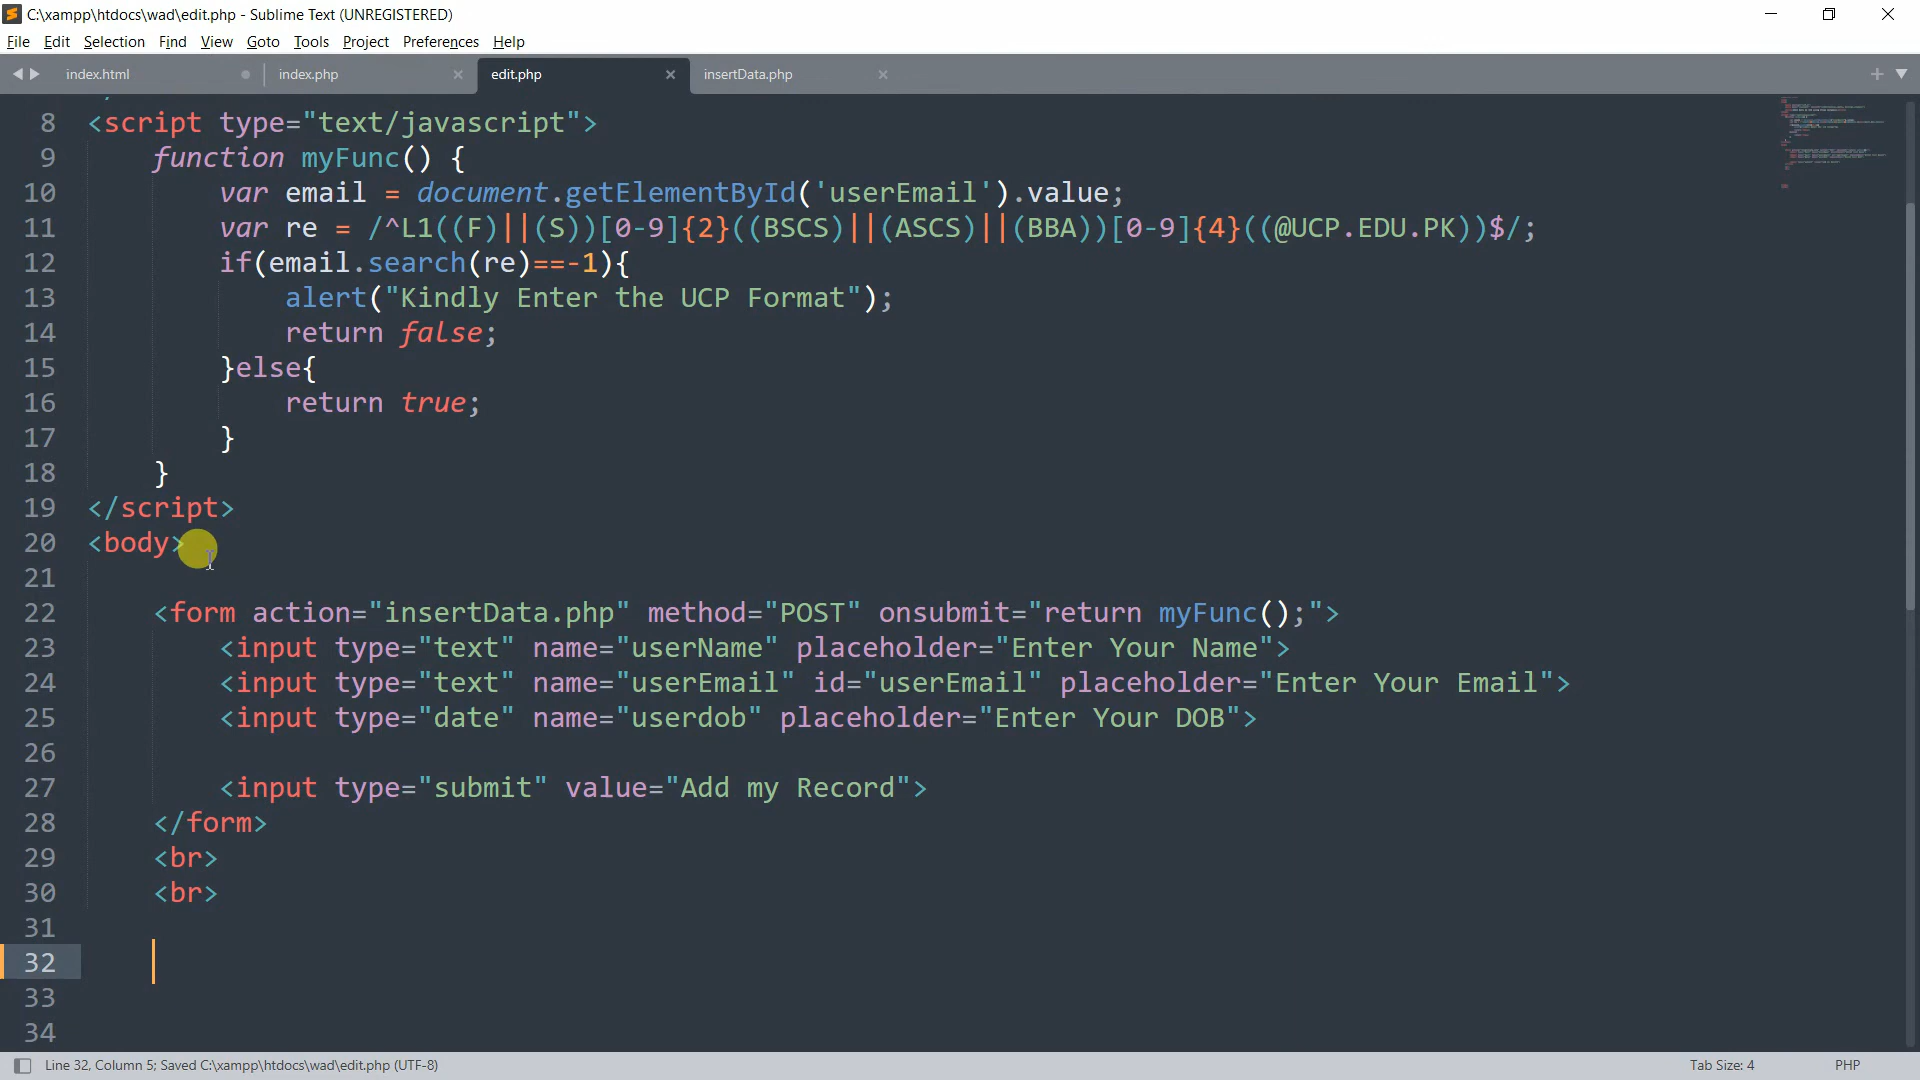 C:\xampp\htdocs\wad\edit.php - Sublime Text (UNREGISTERED)
File Edit Selection Find View Goto Tools Project Preferences Help
index.html index.php edit.php insertData.php
8 <script type="text/javascript">
9 function myFunc() {
10 var email = document.getElementById('userEmail').value;
11 var re = /^L1((F)||(S))[0-9]{2}((BSCS)||(ASCS)||(BBA))[0-9]{4}((@UCP.EDU.PK))$/;
12 if(email.search(re)==-1){
13 alert("Kindly Enter the UCP Format");
14 return false;
15 }else{
16 return true;
17 }
18 }
19 </script>
20 <body>
21
22 <form action="insertData.php" method="POST" onsubmit="return myFunc();">
23 <input type="text" name="userName" placeholder="Enter Your Name">
24 <input type="text" name="userEmail" id="userEmail" placeholder="Enter Your Email">
25 <input type="date" name="userdob" placeholder="Enter Your DOB">
26
27 <input type="submit" value="Add my Record">
28 </form>
29 <br>
30 <br>
31
32
33
34
Line 32, Column 5; Saved C:\xampp\htdocs\wad\edit.php (UTF-8) Tab Size: 4 PHP